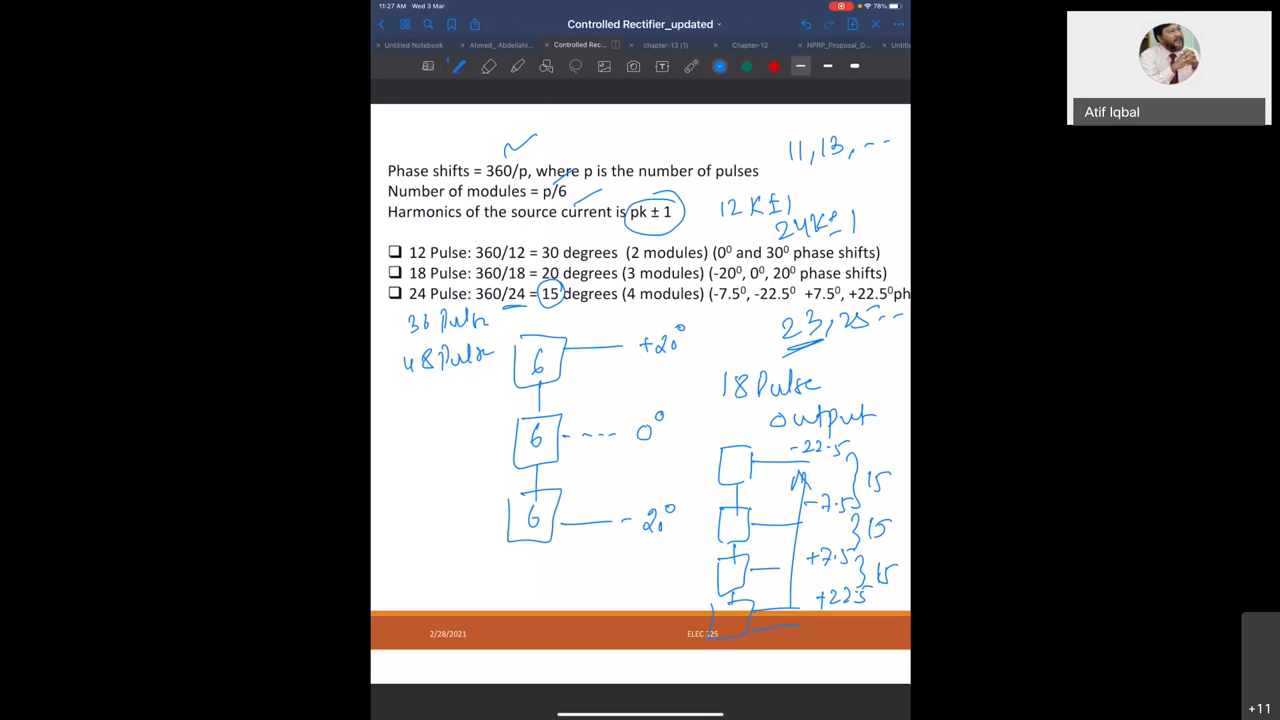 11:27 AM Wed 3 Mar
78%
Controlled Rectifier_updated
Untitled Notebook
Ahmed_ Abdellahi...
Controlled Rec...
chapter-13 (1)
Chapter-12
NPRP_Proposal_G...
Untitl
Atif Iqbal
11, 13, --
Phase shifts = 360/p, where p is the number of pulses
Number of modules = p/6
Harmonics of the source current is pk ± 1
12K±1
24K±1
12 Pulse: 360/12 = 30 degrees (2 modules) (0⁰ and 30⁰ phase shifts)
18 Pulse: 360/18 = 20 degrees (3 modules) (-20⁰, 0⁰, 20⁰ phase shifts)
24 Pulse: 360/24 = 15 degrees (4 modules) (-7.5⁰, -22.5⁰ +7.5⁰, +22.5⁰ph
36 Pulse
48 Pulse
23, 25--
6
+20⁰
6
0⁰
6
-20⁰
18 Pulse
output
-22.5
15
-7.5
15
+7.5
15
+22.5
2/28/2021
ELEC 525
+11